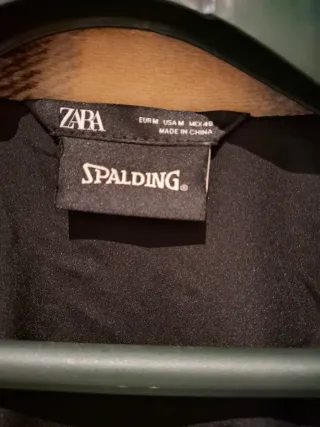 ZARA
EUR M USA M MEX 40
MADE IN CHINA
SPALDING®